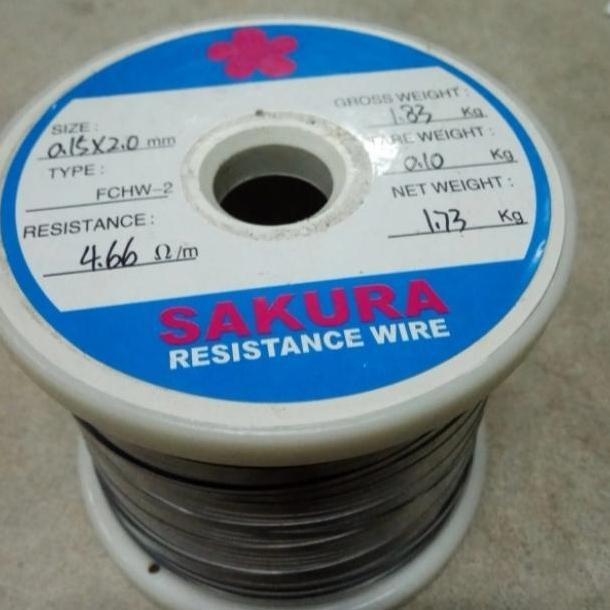 SIZE :
0.15X2.0 mm
TYPE :
FCHW-2
RESISTANCE :
4.66 Ω/m
GROSS WEIGHT :
1.83 Kg
TARE WEIGHT :
0.10 Kg
NET WEIGHT :
1.73 Kg
SAKURA
RESISTANCE WIRE